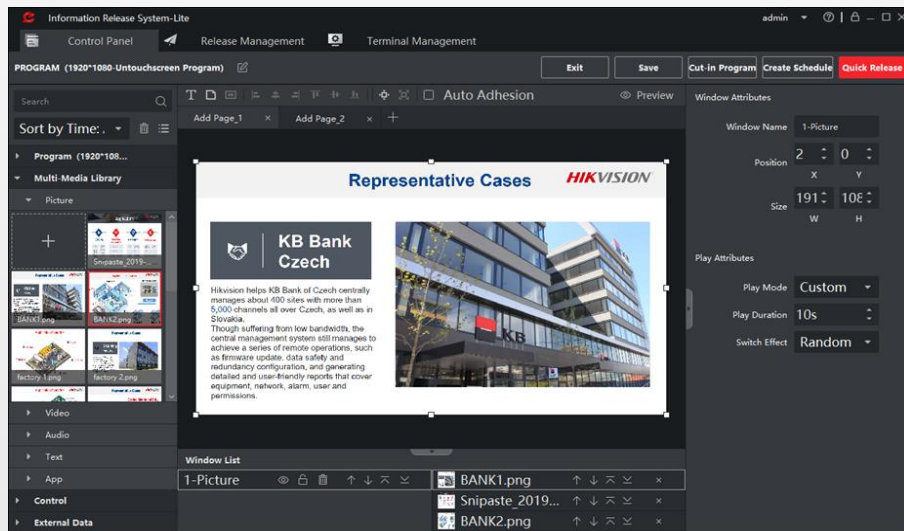 Information Release System-Lite
admin
Control Panel
Release Management
Terminal Management
PROGRAM (1920*1080-Untouchscreen Program)
Exit
Save
Cut-in Program
Create Schedule
Quick Release
Search
Sort by Time: .
Program (1920*108...
Multi-Media Library
Picture
Snipaste_2019-...
BANK1.png
BANK2.png
factory 1.png
factory 2.png
Video
Audio
Text
App
Control
External Data
T
Auto Adhesion
Preview
Add Page_1
×
Add Page_2
×
Representative Cases
HIKVISION
KB Bank
Czech
Hikvision helps KB Bank of Czech centrally
manages about 400 sites with more than
5,000 channels all over Czech, as well as in
Slovakia.
Though suffering from low bandwidth, the
central management system still manages to
achieve a series of remote operations, such
as firmware update, data safety and
redundancy configuration, and generating
detailed and user-friendly reports that cover
equipment, network, alarm, user and
permissions.
KB
Window List
1-Picture
BANK1.png
Snipaste_2019...
BANK2.png
Window Attributes
Window Name
1-Picture
Position
2
0
X
Y
Size
191
108
W
H
Play Attributes
Play Mode
Custom
Play Duration
10s
Switch Effect
Random